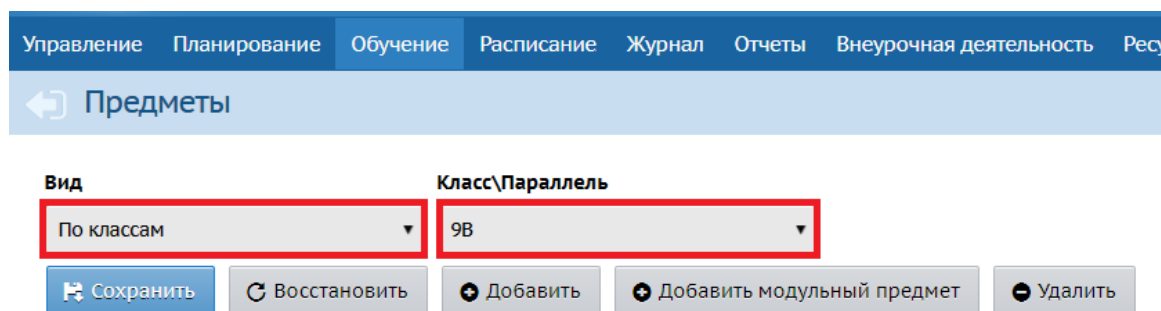 Управление Планирование Обучение Расписание Журнал Отчеты Внеурочная деятельность Ресу
Предметы
Вид Класс\Параллель
По классам 9В
Сохранить Восстановить Добавить Добавить модульный предмет Удалить